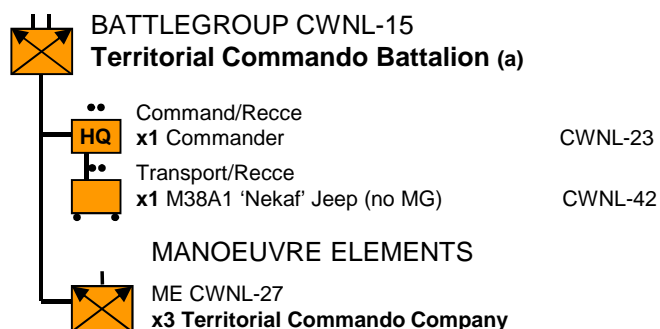 BATTLEGROUP CWNL-15
Territorial Commando Battalion (a)
Command/Recce
HQ x1 Commander CWNL-23
Transport/Recce
x1 M38A1 ‘Nekaf’ Jeep (no MG) CWNL-42
MANOEUVRE ELEMENTS
ME CWNL-27
x3 Territorial Commando Company